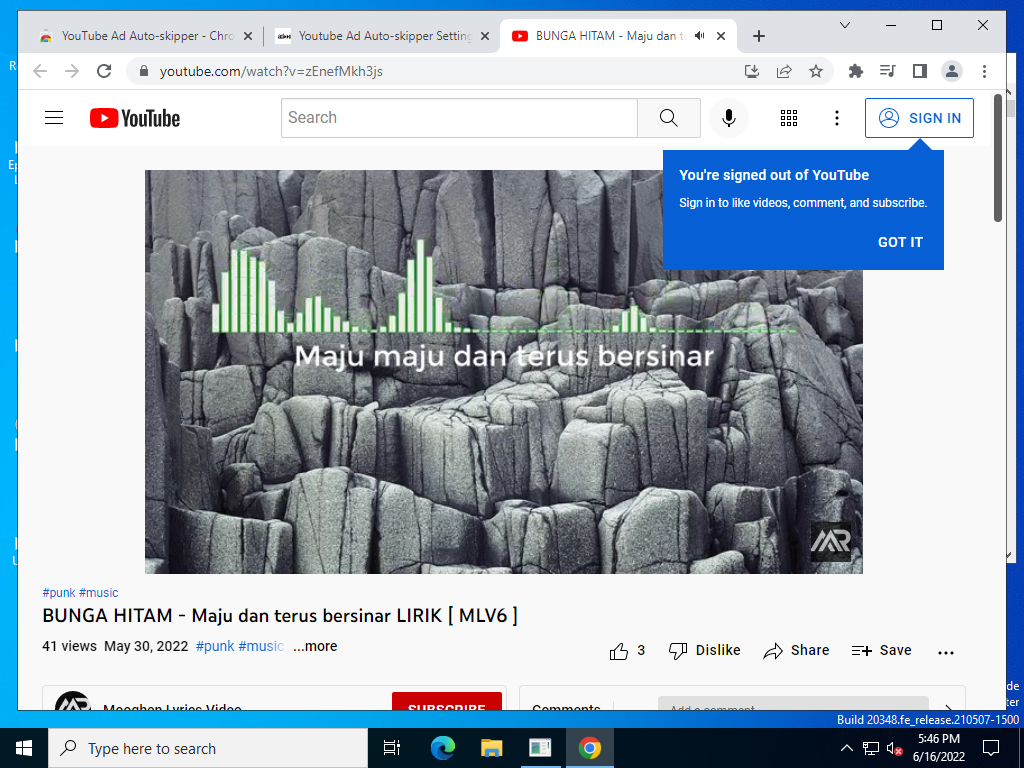 YouTube Ad Auto-skipper - Chro
Youtube Ad Auto-skipper Setting
BUNGA HITAM - Maju dan t
youtube.com/watch?v=zEnefMkh3js
YouTube
Search
SIGN IN
You're signed out of YouTube
Sign in to like videos, comment, and subscribe.
GOT IT
Maju maju dan terus bersinar
MR
#punk #music
BUNGA HITAM - Maju dan terus bersinar LIRIK [ MLV6 ]
41 views May 30, 2022 #punk #music ...more
3 Dislike Share Save
Mooghen Lyrics Video
SUBSCRIBE
Comments
Add a comment...
Build 20348.fe_release.210507-1500
Type here to search
5:46 PM
6/16/2022